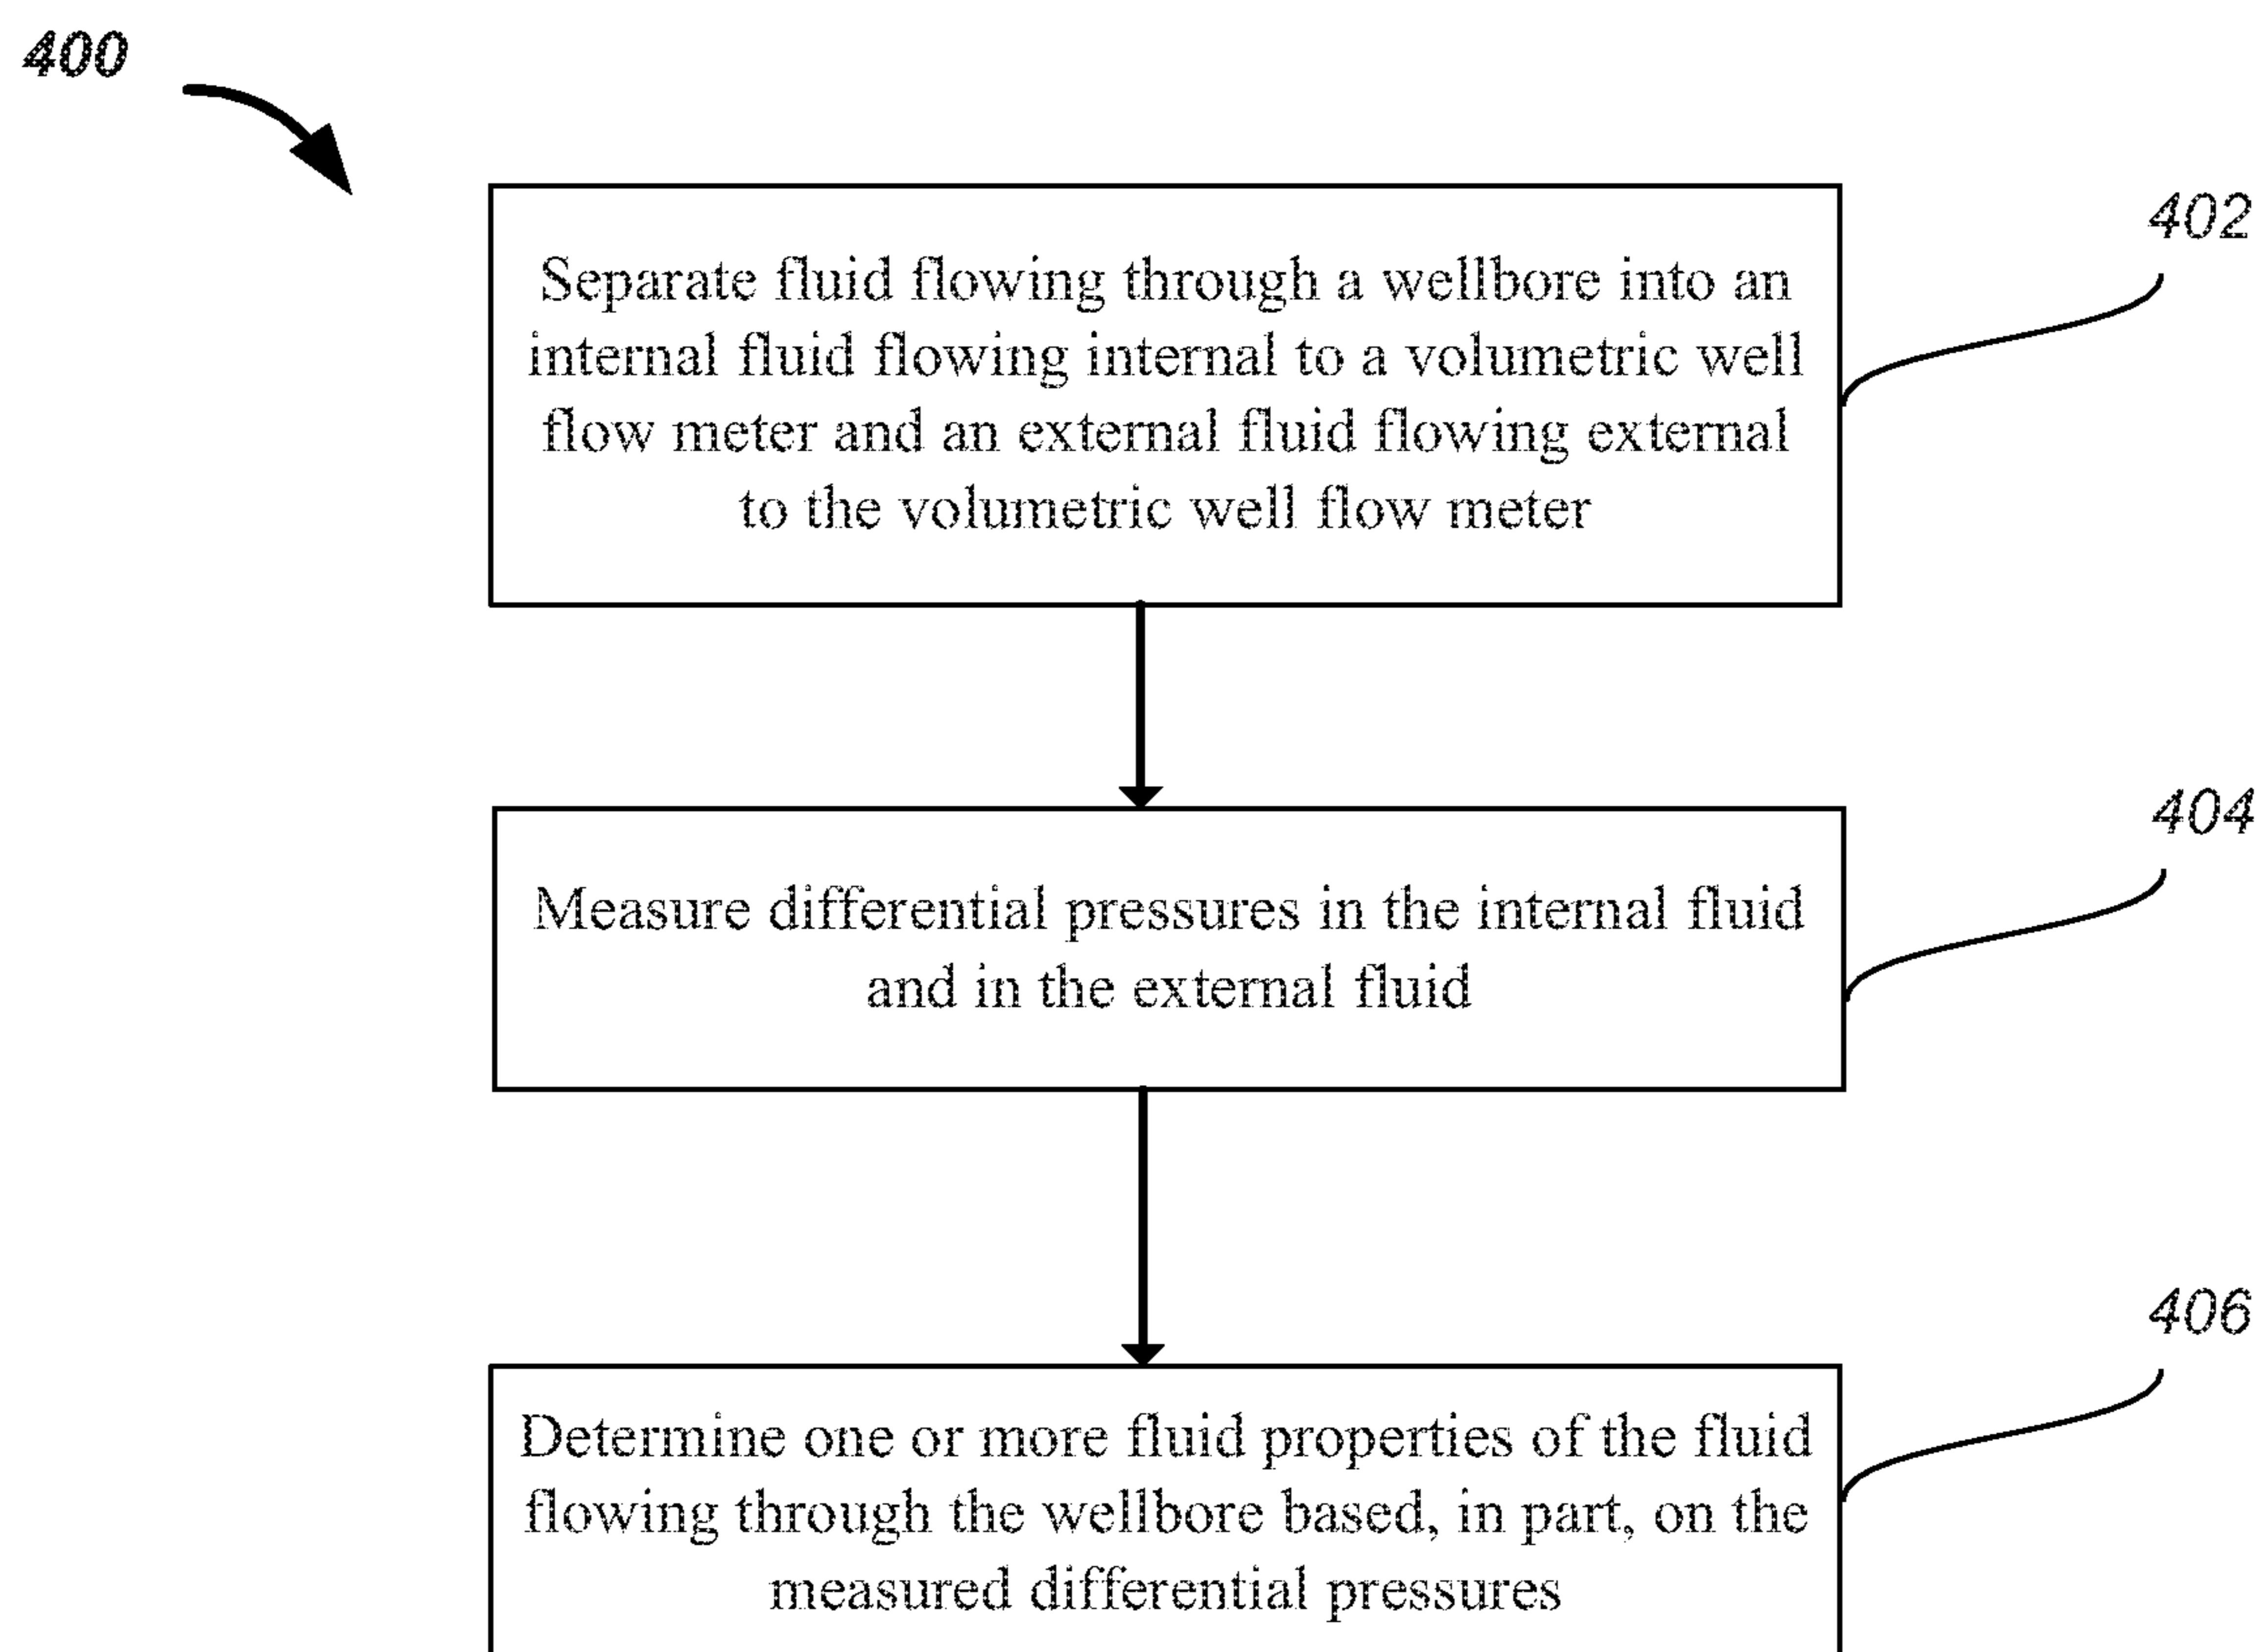 400
402
Separate fluid flowing through a wellbore into an
internal fluid flowing internal to a volumetric well
flow meter and an external fluid flowing external
to the volumetric well flow meter
404
Measure differential pressures in the internal fluid
and in the external fluid
406
Determine one or more fluid properties of the fluid
flowing through the wellbore based, in part, on the
measured differential pressures